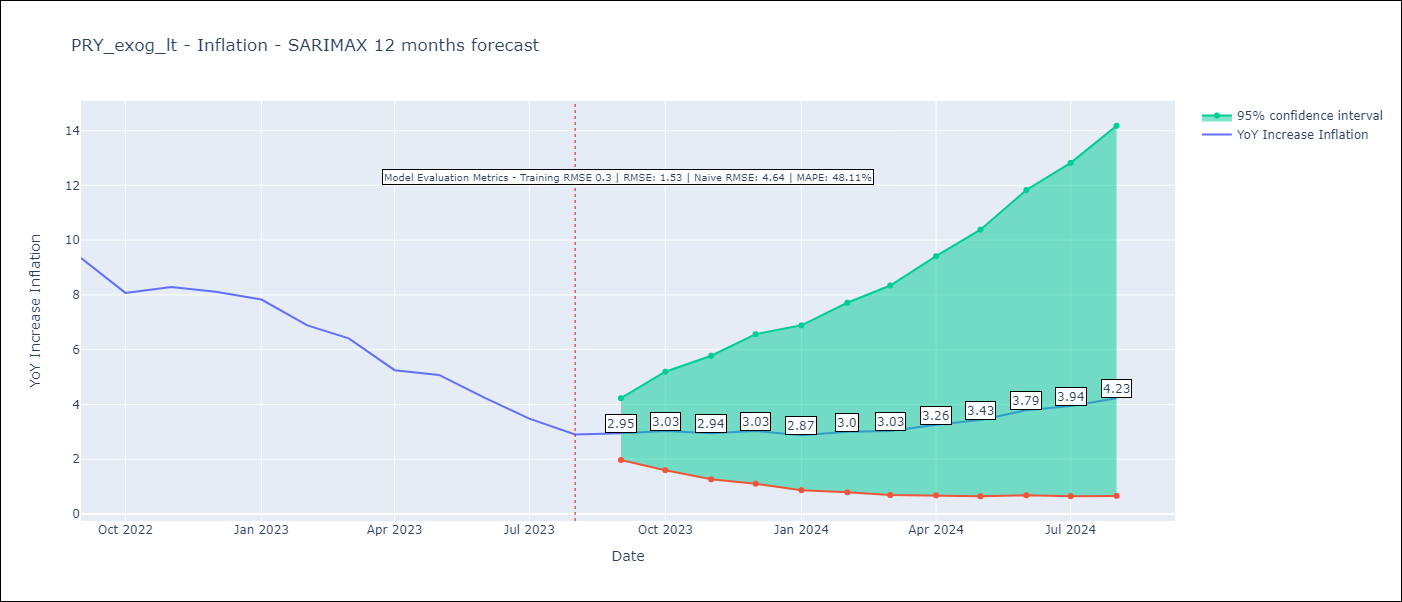 PRY_exog_lt - Inflation - SARIMAX 12 months forecast
95% confidence interval
YoY Increase Inflation
Model Evaluation Metrics - Training RMSE 0.3 | RMSE: 1.53 | Naive RMSE: 4.64 | MAPE: 48.11%
YoY Increase Inflation
14
12
10
8
6
4
2
0
2.95
3.03
2.94
3.03
2.87
3.0
3.03
3.26
3.43
3.79
3.94
4.23
Oct 2022
Jan 2023
Apr 2023
Jul 2023
Oct 2023
Jan 2024
Apr 2024
Jul 2024
Date